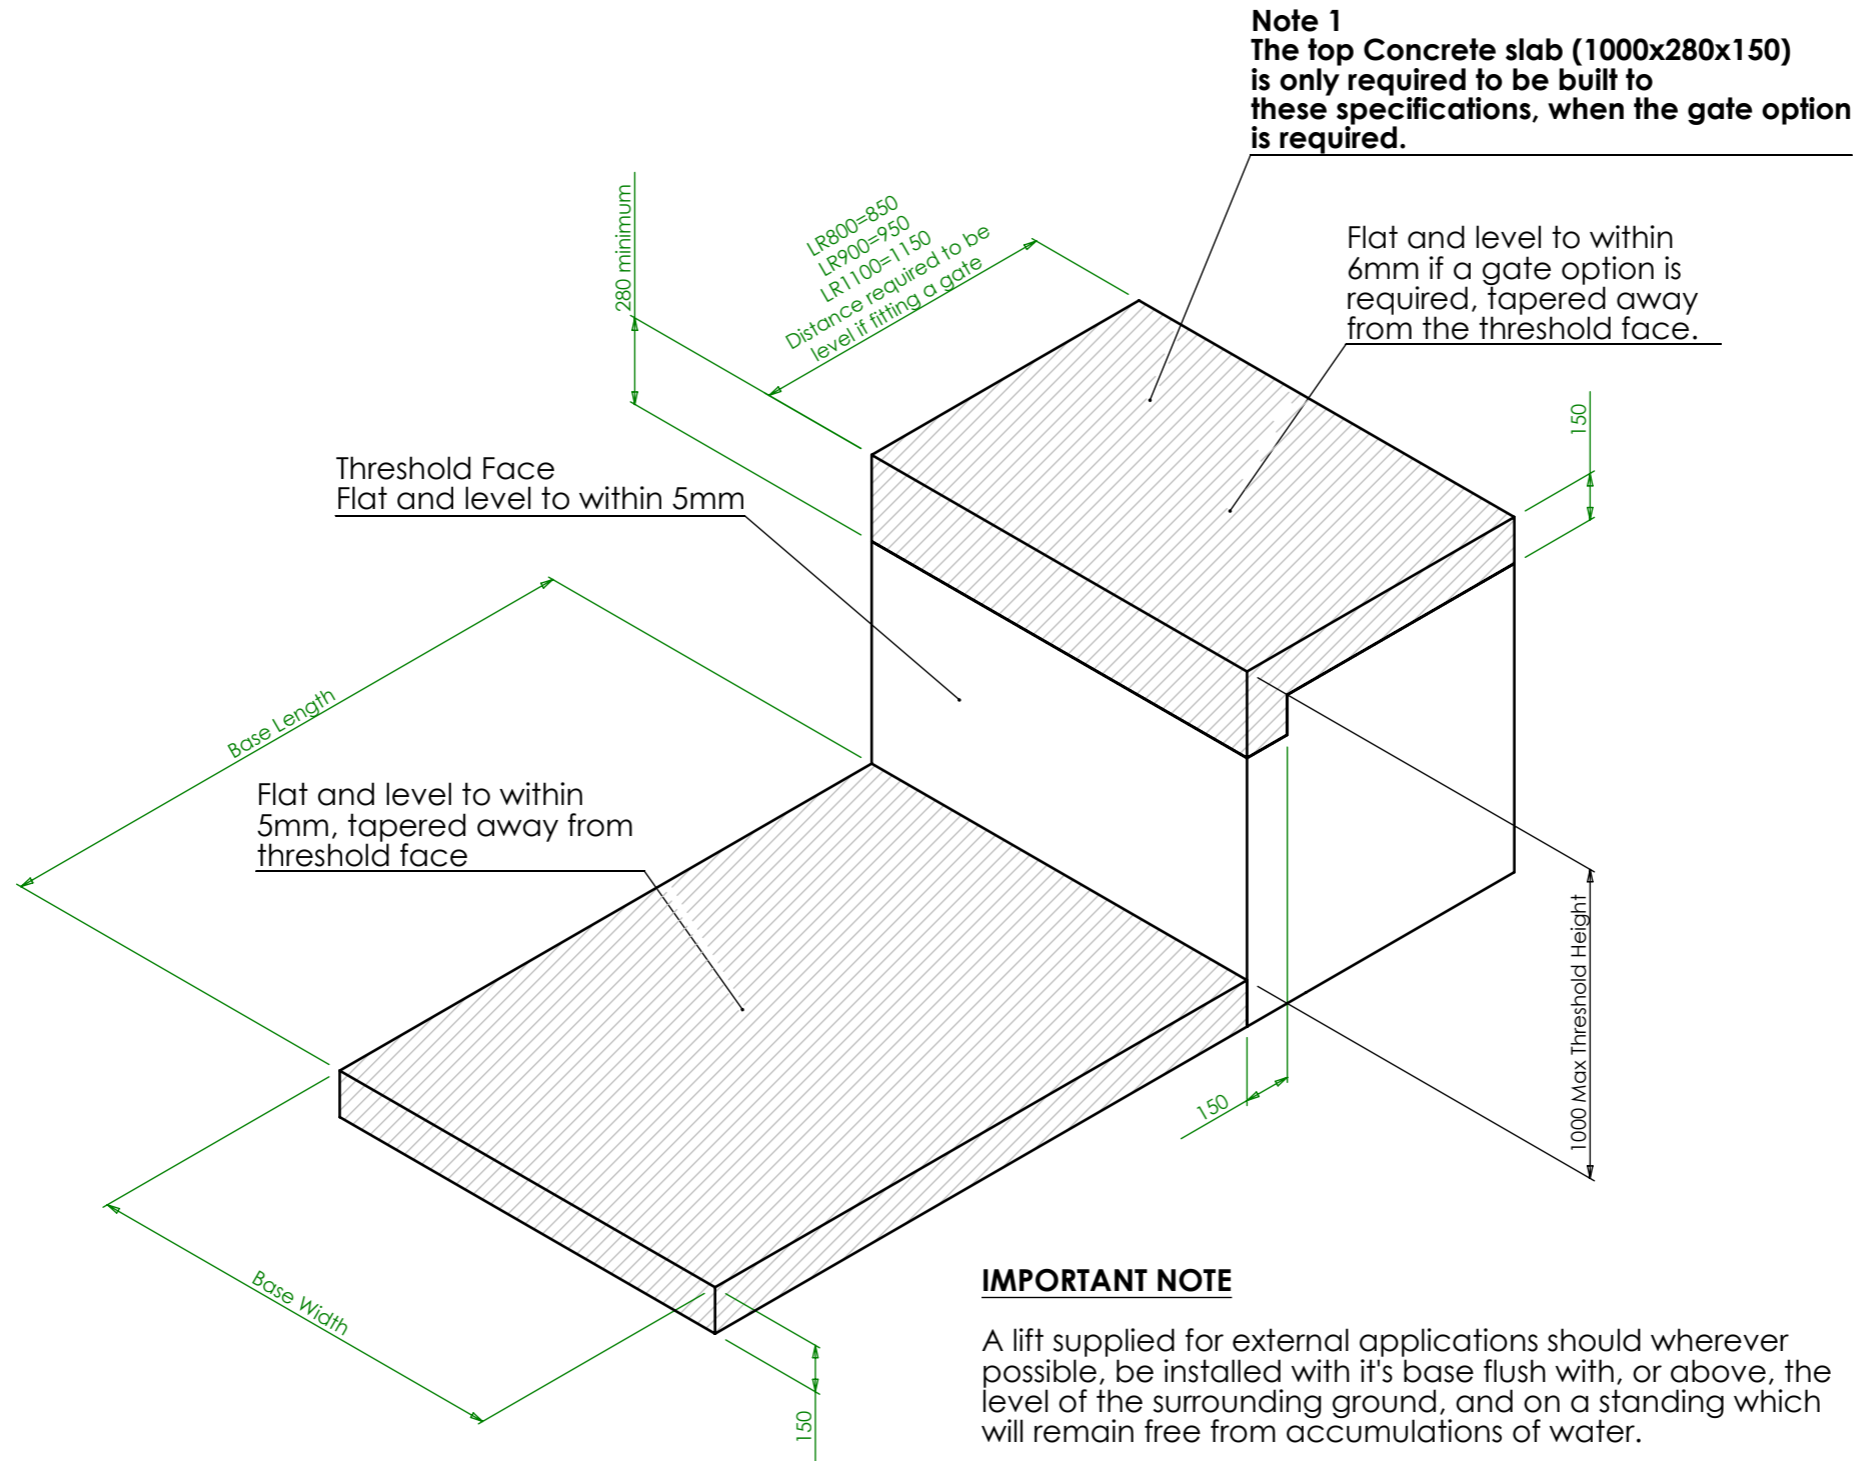 Note 1
The top Concrete slab (1000x280x150)
is only required to be built to
these specifications, when the gate option
is required.
280 minimum
LR800=850
LR900=950
LR1100=1150
Distance required to be
level if fitting a gate
Flat and level to within
6mm if a gate option is
required, tapered away
from the threshold face.
150
Threshold Face
Flat and level to within 5mm
Base Length
Flat and level to within
5mm, tapered away from
threshold face
1000 Max Threshold Height
150
Base Width
150
IMPORTANT NOTE
A lift supplied for external applications should wherever
possible, be installed with it's base flush with, or above, the
level of the surrounding ground, and on a standing which
will remain free from accumulations of water.